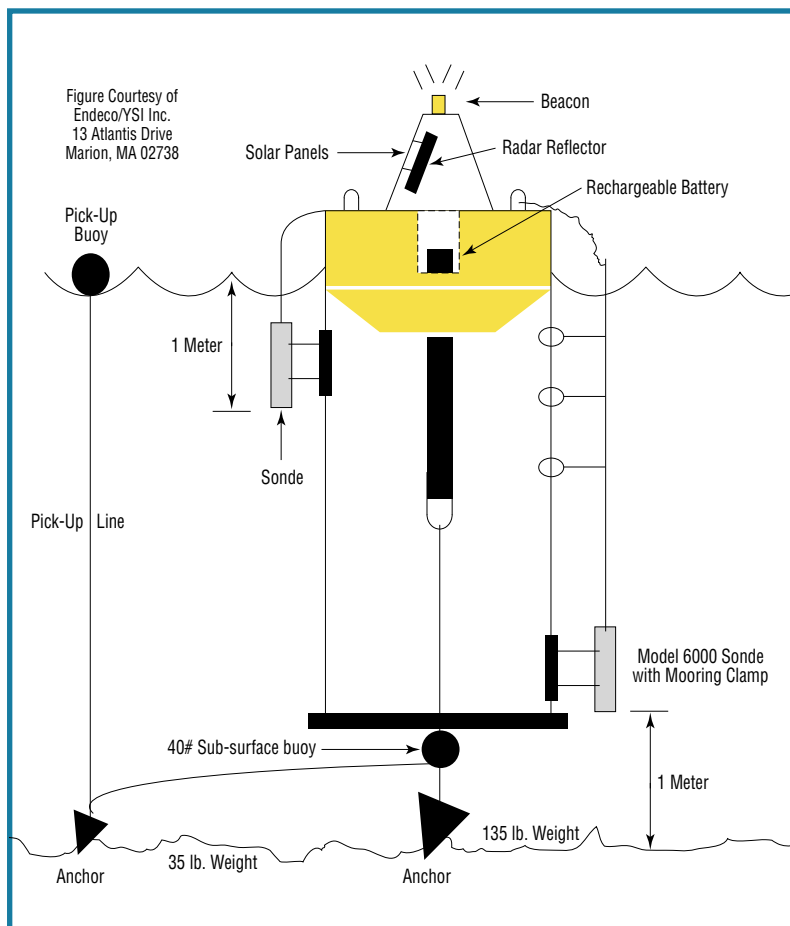 Figure Courtesy of
Endeco/YSI Inc.
13 Atlantis Drive
Marion, MA 02738
Beacon
Solar Panels
Radar Reflector
Rechargeable Battery
Pick-Up
Buoy
1 Meter
Sonde
Pick-Up Line
Model 6000 Sonde
with Mooring Clamp
40# Sub-surface buoy
1 Meter
135 lb. Weight
35 lb. Weight
Anchor
Anchor